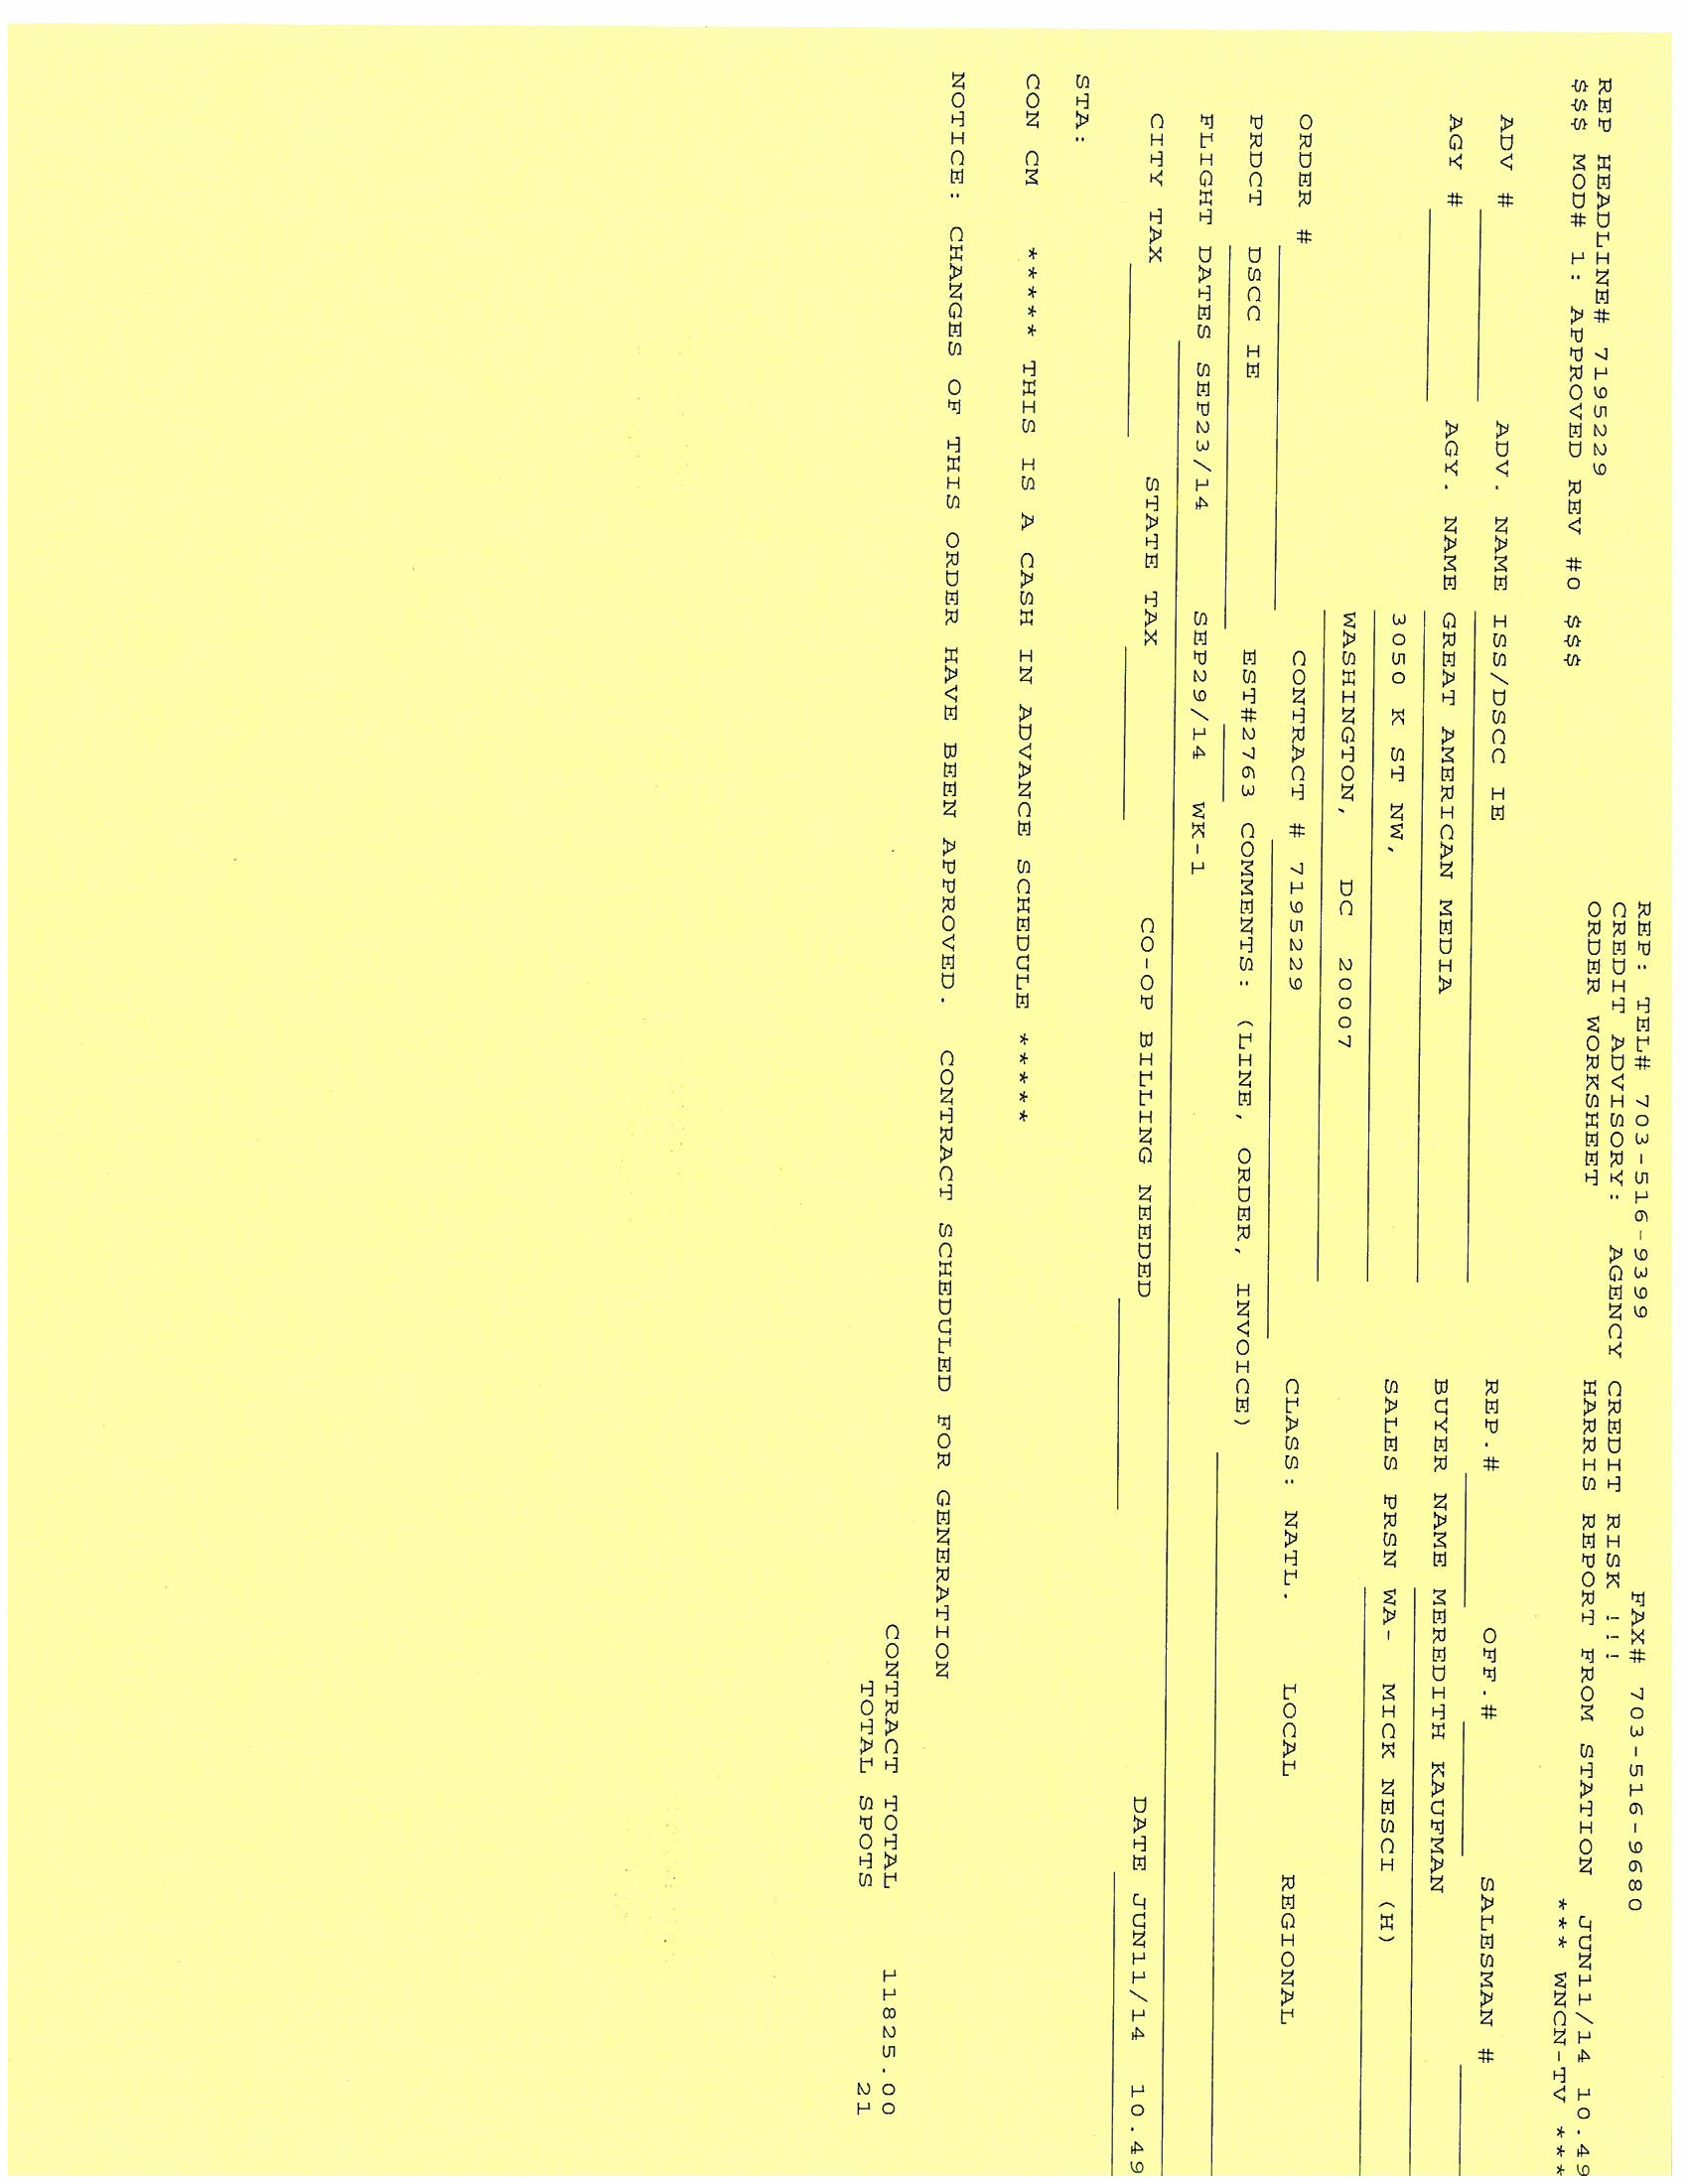 REP: TEL# 703-516-9399 FAX# 703-516-9680
CREDIT ADVISORY: AGENCY CREDIT RISK !!!
REP HEADLINE# 7195229 ORDER WORKSHEET HARRIS REPORT FROM STATION JUN11/14 10.49
$$$ MOD# 1: APPROVED REV #0 $$$ *** WNCN-TV ***
ADV # ADV. NAME ISS/DSCC IE REP.# OFF.# SALESMAN #
AGY # AGY. NAME GREAT AMERICAN MEDIA BUYER NAME MEREDITH KAUFMAN
3050 K ST NW, SALES PRSN WA- MICK NESCI (H)
WASHINGTON, DC 20007
ORDER # CONTRACT # 7195229 CLASS: NATL. LOCAL REGIONAL
PRDCT DSCC IE EST#2763 COMMENTS: (LINE, ORDER, INVOICE)
FLIGHT DATES SEP23/14 SEP29/14 WK-1
CITY TAX STATE TAX CO-OP BILLING NEEDED DATE JUN11/14 10.49
STA:
CON CM ***** THIS IS A CASH IN ADVANCE SCHEDULE *****
NOTICE: CHANGES OF THIS ORDER HAVE BEEN APPROVED. CONTRACT SCHEDULED FOR GENERATION
CONTRACT TOTAL 11825.00
TOTAL SPOTS 21